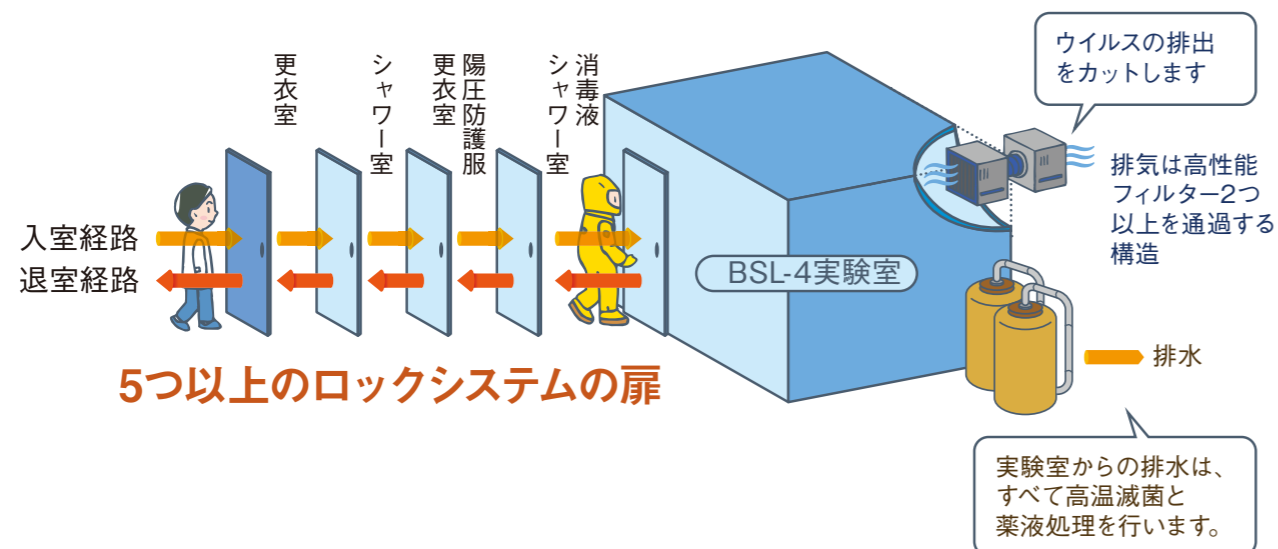 更衣室
シャワー室
陽圧防護服
更衣室
消毒液
シャワー室
ウイルスの排出
をカットします
排気は高性能
フィルター2つ
以上を通過する
構造
入室経路
退室経路
BSL-4実験室
5つ以上のロックシステムの扉
排水
実験室からの排水は、
すべて高温滅菌と
薬液処理を行います。